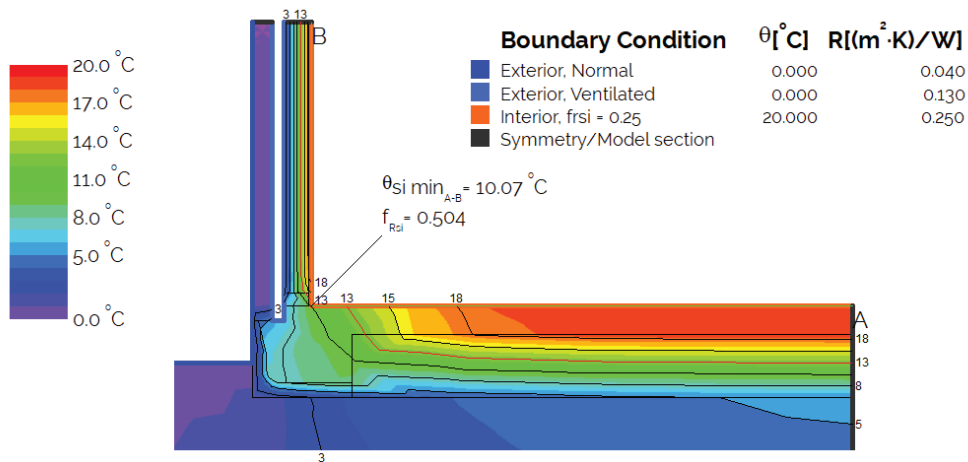 3 13
B
Boundary Condition θ[°C] R[(m²·K)/W]
Exterior, Normal 0.000 0.040
Exterior, Ventilated 0.000 0.130
Interior, frsi = 0.25 20.000 0.250
Symmetry/Model section
20.0 °C
17.0 °C
14.0 °C
11.0 °C
8.0 °C
5.0 °C
0.0 °C
θsi min A-B = 10.07 °C
fRsi = 0.504
18
13 13 15 18
3
A
18
13
8
5
3